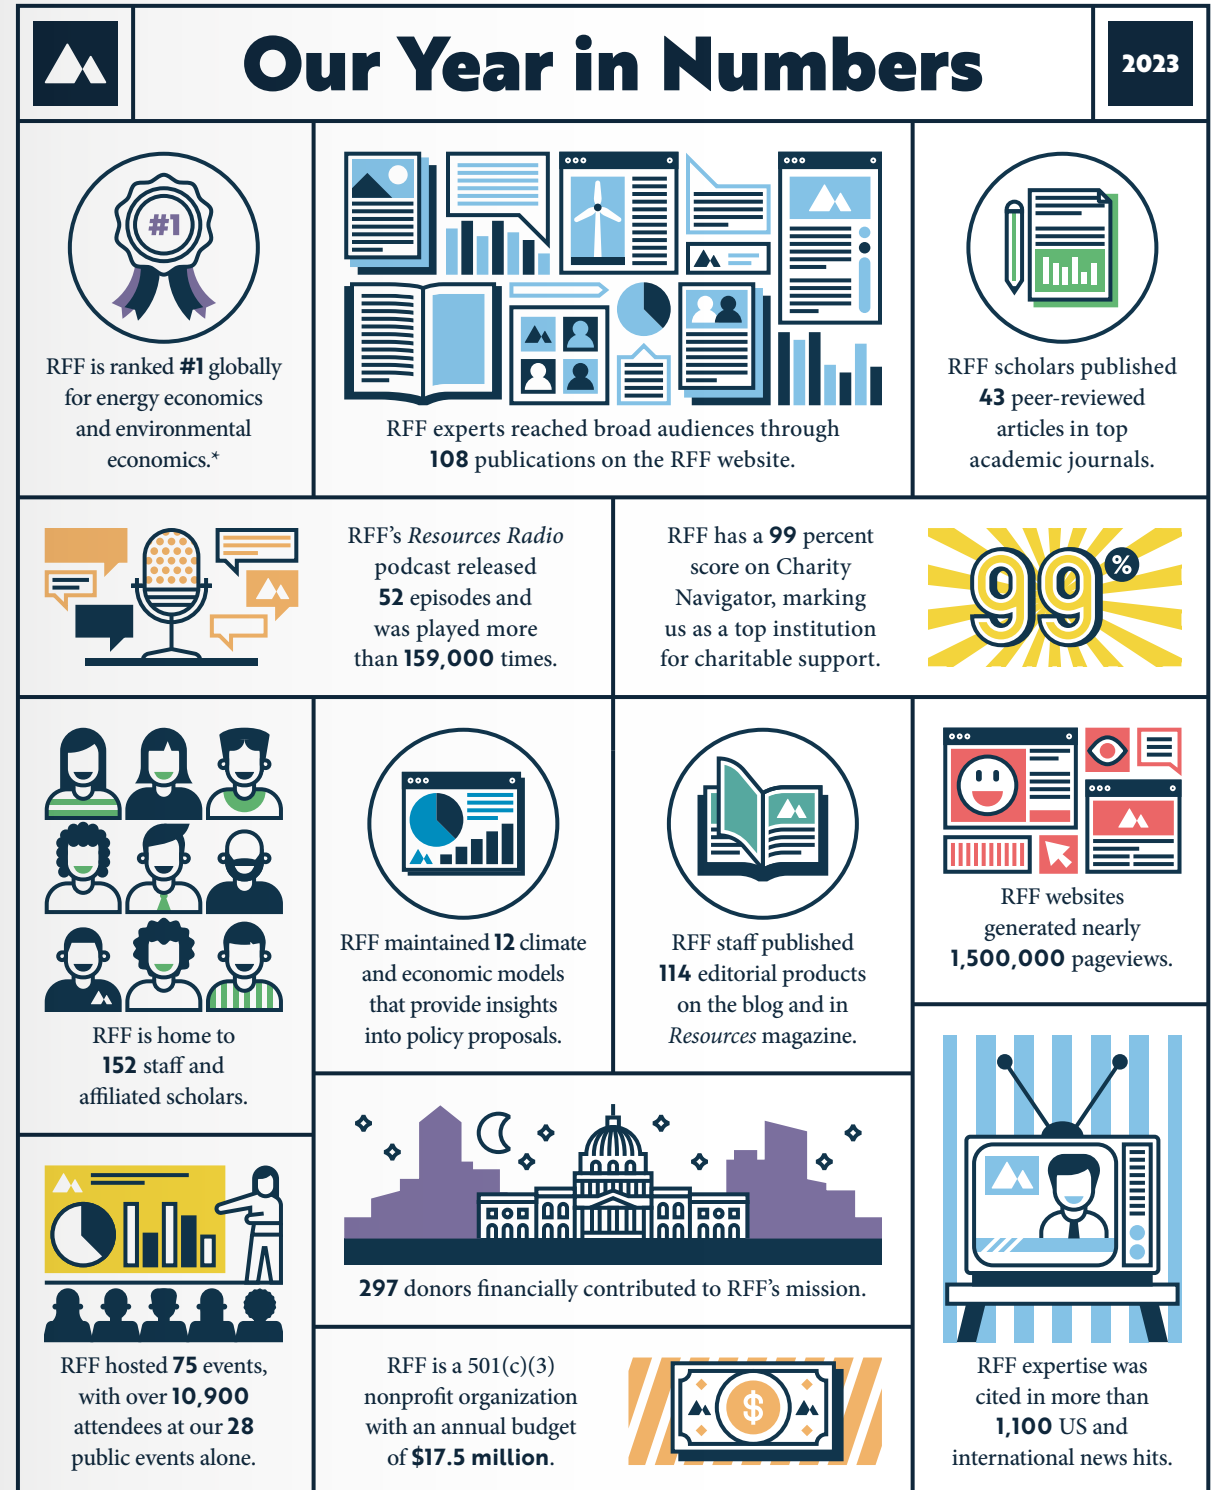 Our Year in Numbers
2023
#1
RFF is ranked #1 globally
for energy economics
and environmental
economics.*
RFF experts reached broad audiences through
108 publications on the RFF website.
RFF scholars published
43 peer-reviewed
articles in top
academic journals.
RFF's Resources Radio
podcast released
52 episodes and
was played more
than 159,000 times.
RFF has a 99 percent
score on Charity
Navigator, marking
us as a top institution
for charitable support.
99%
RFF is home to
152 staff and
affiliated scholars.
RFF maintained 12 climate
and economic models
that provide insights
into policy proposals.
RFF staff published
114 editorial products
on the blog and in
Resources magazine.
RFF websites
generated nearly
1,500,000 pageviews.
297 donors financially contributed to RFF's mission.
RFF hosted 75 events,
with over 10,900
attendees at our 28
public events alone.
RFF is a 501(c)(3)
nonprofit organization
with an annual budget
of $17.5 million.
$
RFF expertise was
cited in more than
1,100 US and
international news hits.